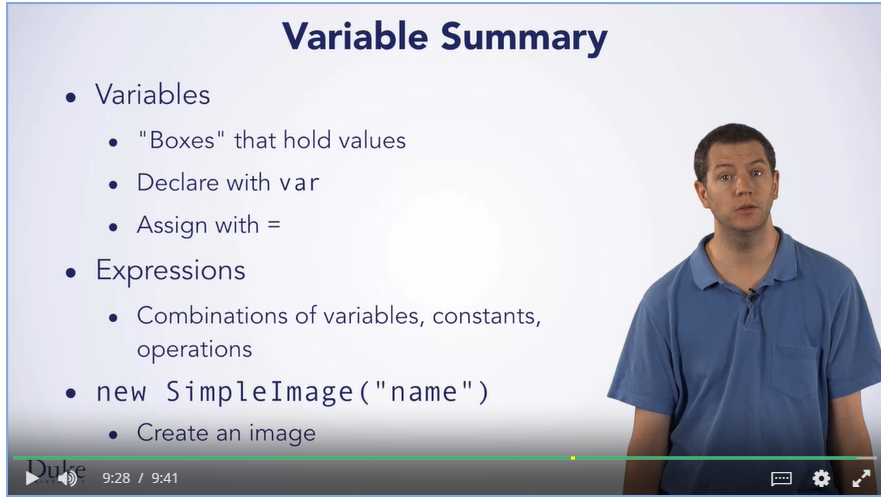 Variable Summary
• Variables
• "Boxes" that hold values
• Declare with var
• Assign with =
• Expressions
• Combinations of variables, constants,
operations
• new SimpleImage("name")
• Create an image
Duke
9:28 / 9:41